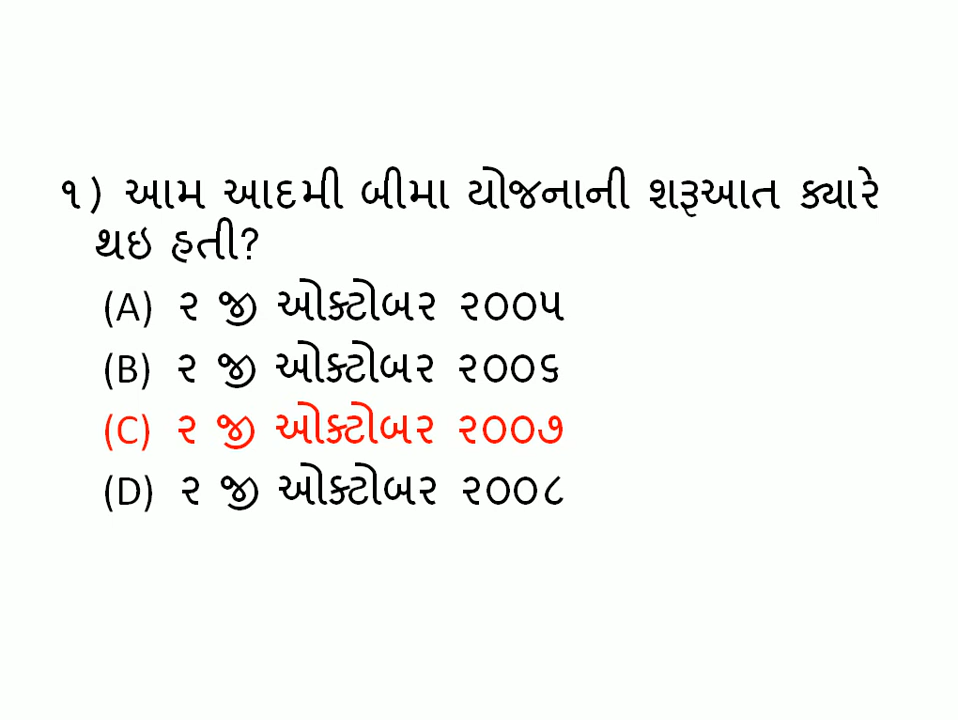 ૧) આમ આદમી બીમા યોજનાની શરૂઆત ક્યારે
થઇ હતી?
(A) ૨ જી ઓક્ટોબર ૨૦૦૫
(B) ૨ જી ઓક્ટોબર ૨૦૦૬
(C) ૨ જી ઓક્ટોબર ૨૦૦૭
(D) ૨ જી ઓક્ટોબર ૨૦૦૮